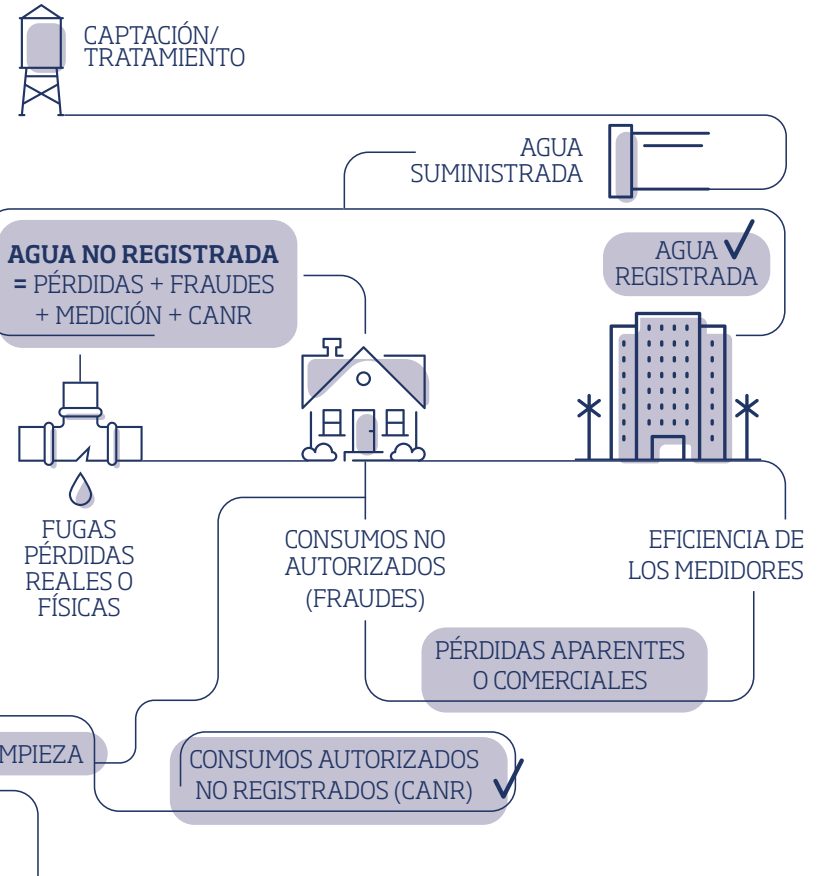 CAPTACIÓN/
TRATAMIENTO
AGUA
SUMINISTRADA
AGUA NO REGISTRADA
= PÉRDIDAS + FRAUDES
+ MEDICIÓN + CANR
AGUA
REGISTRADA
FUGAS
PÉRDIDAS
REALES O
FÍSICAS
CONSUMOS NO
AUTORIZADOS
(FRAUDES)
EFICIENCIA DE
LOS MEDIDORES
PÉRDIDAS APARENTES
O COMERCIALES
MPIEZA
CONSUMOS AUTORIZADOS
NO REGISTRADOS (CANR)